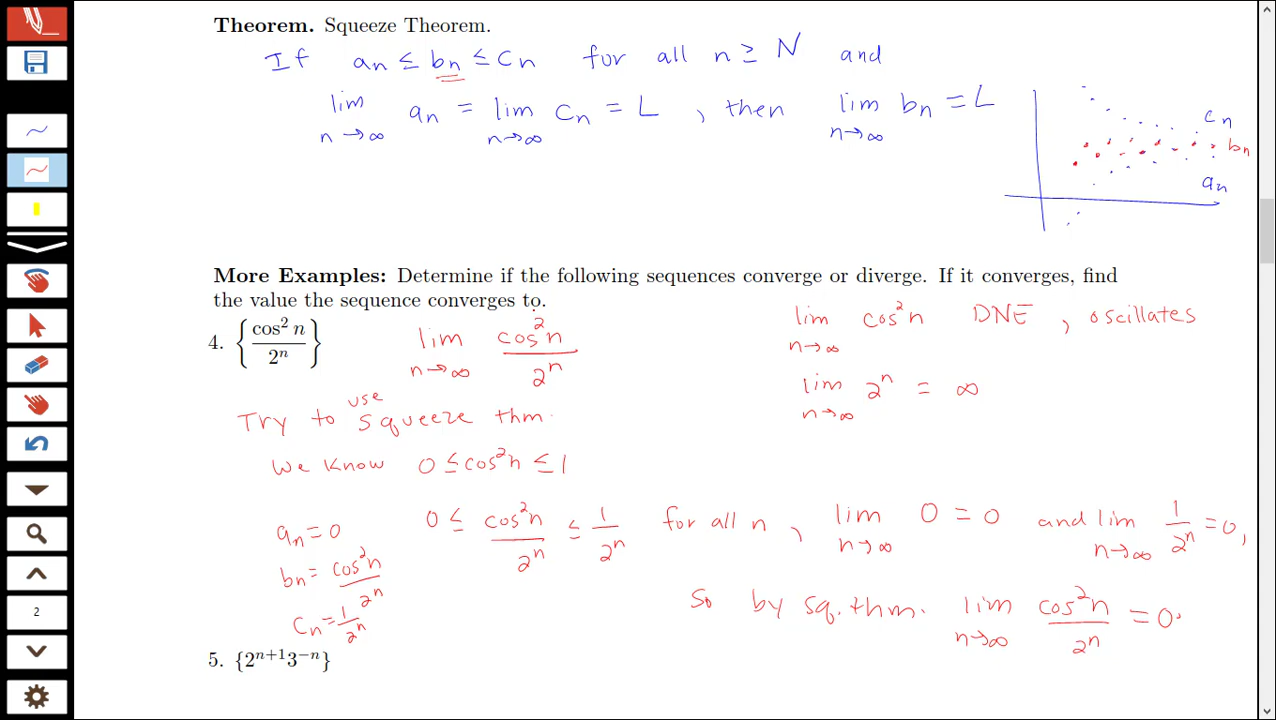 Theorem. Squeeze Theorem.
If aₙ ≤ bₙ ≤ cₙ for all n ≥ N and
lim n→∞ aₙ = lim n→∞ cₙ = L , then lim n→∞ bₙ = L
cₙ
bₙ
aₙ
More Examples: Determine if the following sequences converge or diverge. If it converges, find
the value the sequence converges to.
4. {cos² n / 2ⁿ} lim n→∞ cos²n / 2ⁿ
lim n→∞ cos²n DNE , oscillates
lim n→∞ 2ⁿ = ∞
Try to use squeeze thm.
We know 0 ≤ cos²n ≤ 1
aₙ = 0
bₙ = cos²n / 2ⁿ
cₙ = 1 / 2ⁿ
0 ≤ cos²n / 2ⁿ ≤ 1 / 2ⁿ for all n , lim n→∞ 0 = 0 and lim n→∞ 1 / 2ⁿ = 0,
So by sq. thm. lim n→∞ cos²n / 2ⁿ = 0.
5. {2ⁿ⁺¹3⁻ⁿ}
2